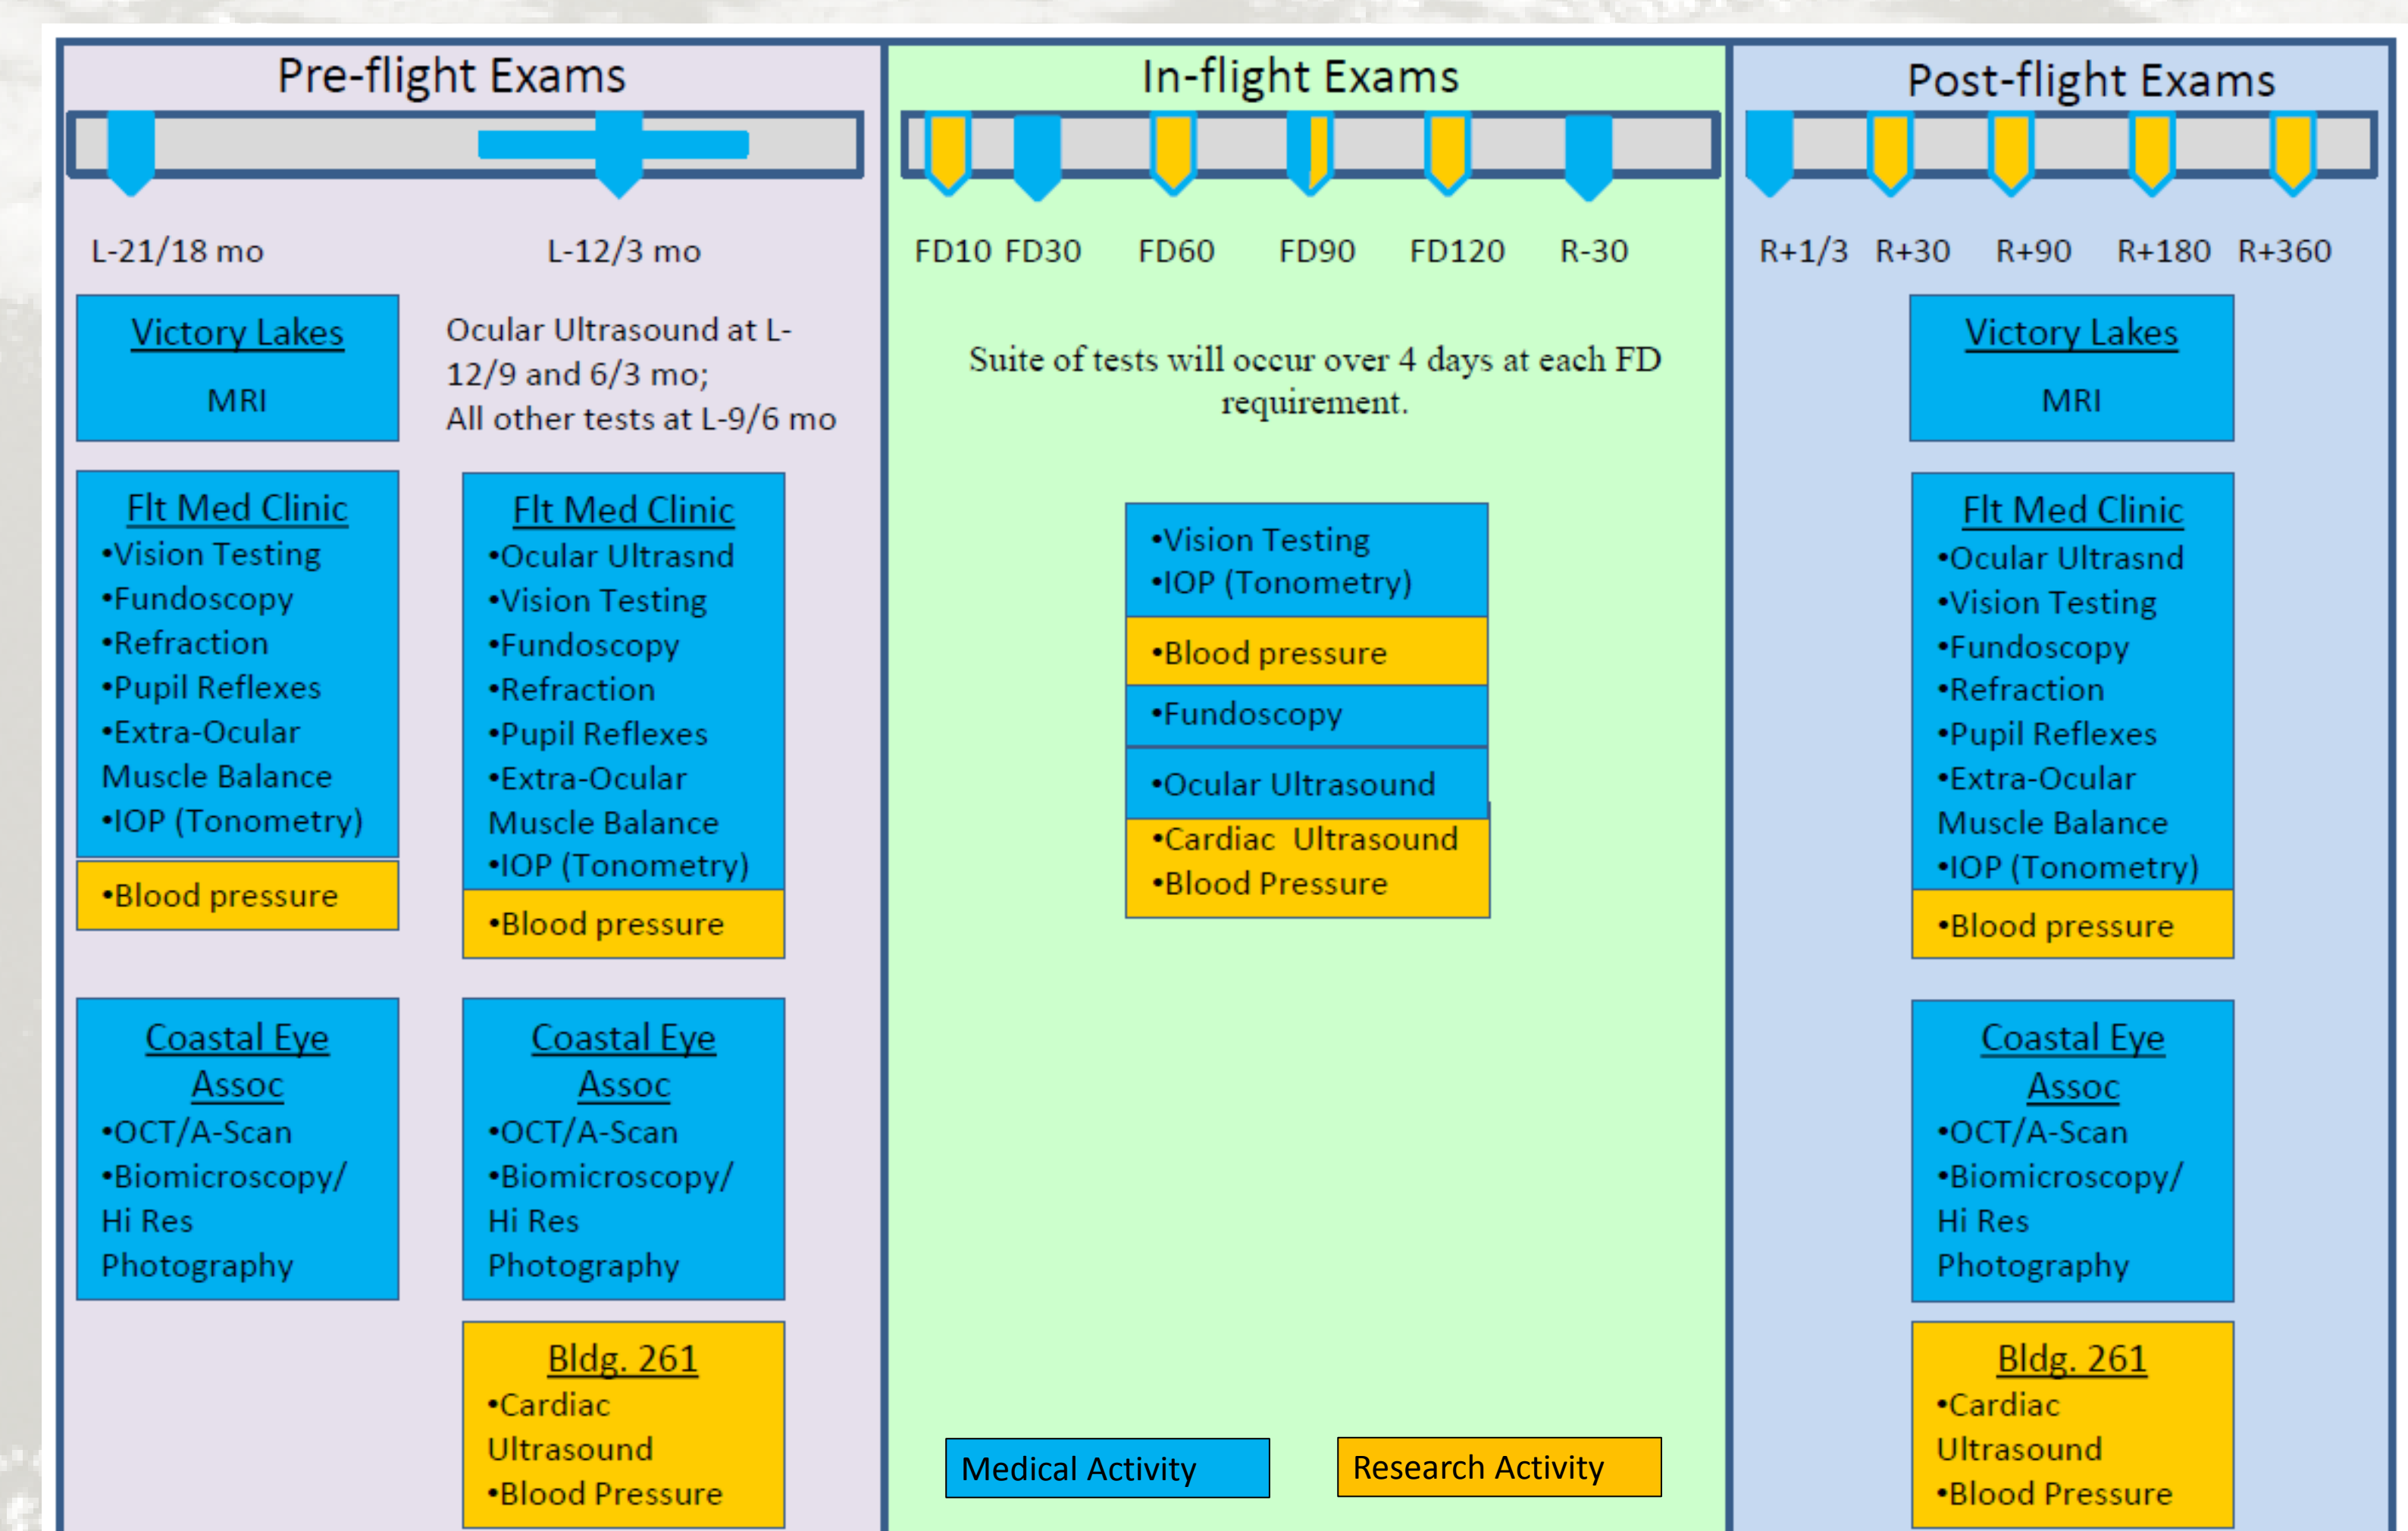 Pre-flight Exams
L-21/18 mo
L-12/3 mo
Victory Lakes
MRI
Ocular Ultrasound at L-
12/9 and 6/3 mo;
All other tests at L-9/6 mo
Flt Med Clinic
•Vision Testing
•Fundoscopy
•Refraction
•Pupil Reflexes
•Extra-Ocular
Muscle Balance
•IOP (Tonometry)
•Blood pressure
Flt Med Clinic
•Ocular Ultrasnd
•Vision Testing
•Fundoscopy
•Refraction
•Pupil Reflexes
•Extra-Ocular
Muscle Balance
•IOP (Tonometry)
•Blood pressure
Coastal Eye
Assoc
•OCT/A-Scan
•Biomicroscopy/
Hi Res
Photography
Coastal Eye
Assoc
•OCT/A-Scan
•Biomicroscopy/
Hi Res
Photography
Bldg. 261
•Cardiac
Ultrasound
•Blood Pressure
In-flight Exams
FD10 FD30 FD60 FD90 FD120 R-30
Suite of tests will occur over 4 days at each FD
requirement.
•Vision Testing
•IOP (Tonometry)
•Blood pressure
•Fundoscopy
•Ocular Ultrasound
•Cardiac Ultrasound
•Blood Pressure
Medical Activity
Research Activity
Post-flight Exams
R+1/3 R+30 R+90 R+180 R+360
Victory Lakes
MRI
Flt Med Clinic
•Ocular Ultrasnd
•Vision Testing
•Fundoscopy
•Refraction
•Pupil Reflexes
•Extra-Ocular
Muscle Balance
•IOP (Tonometry)
•Blood pressure
Coastal Eye
Assoc
•OCT/A-Scan
•Biomicroscopy/
Hi Res
Photography
Bldg. 261
•Cardiac
Ultrasound
•Blood Pressure